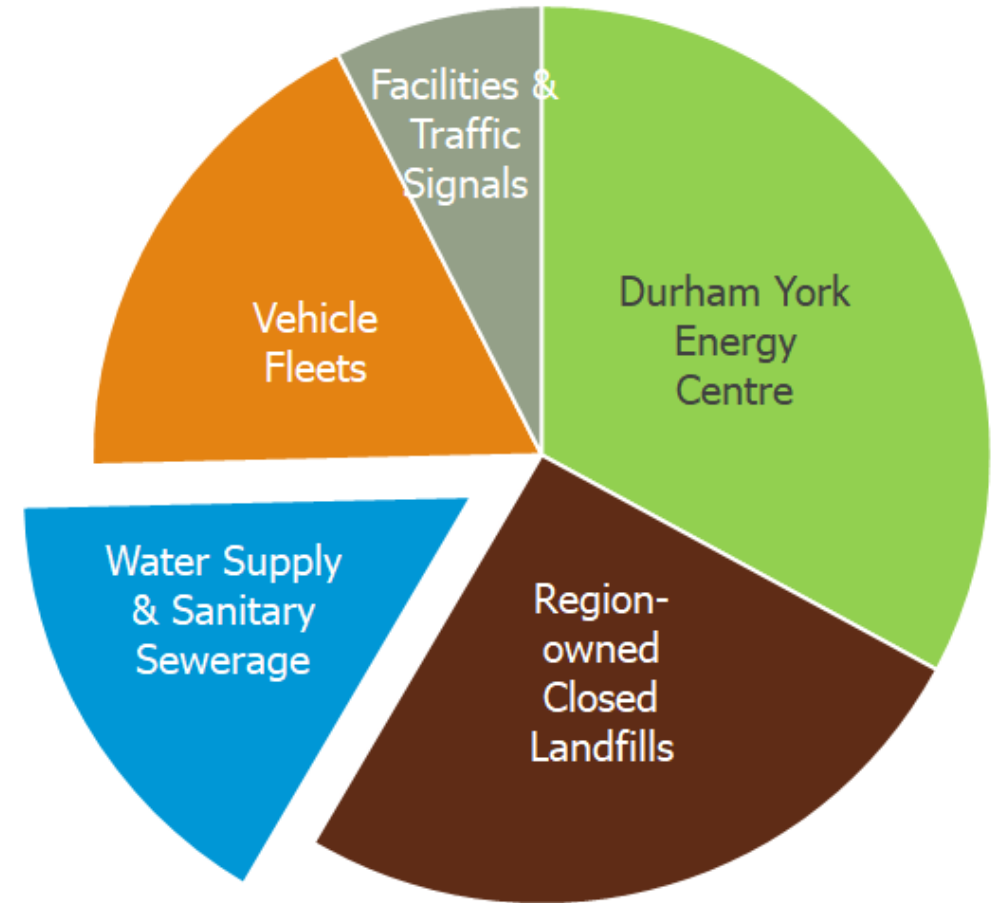 Facilities &
Traffic
Signals
Durham York
Energy
Centre
Vehicle
Fleets
Water Supply
& Sanitary
Sewerage
Region-
owned
Closed
Landfills